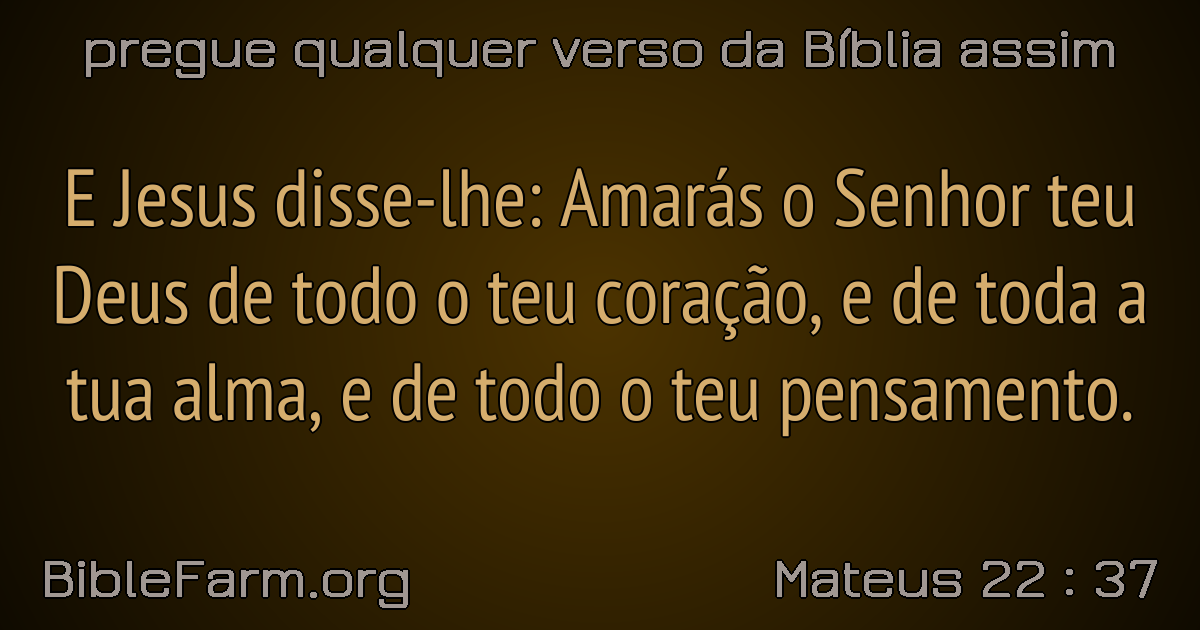 pregue qualquer verso da Bíblia assim
E Jesus disse-lhe: Amarás o Senhor teu
Deus de todo o teu coração, e de toda a
tua alma, e de todo o teu pensamento.
BibleFarm.org
Mateus 22 : 37